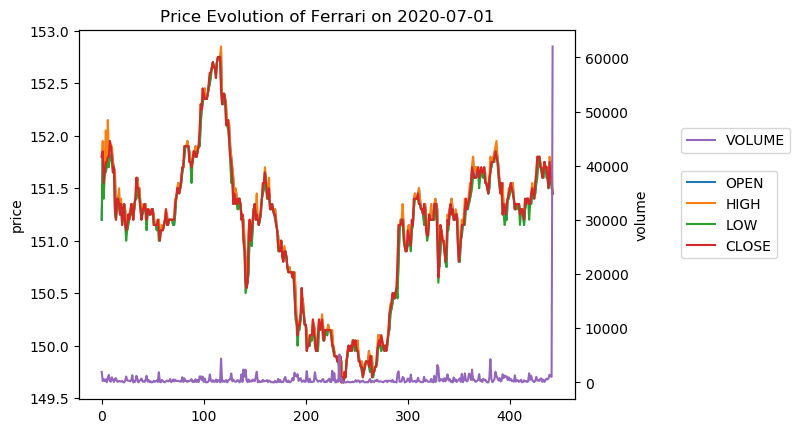 Price Evolution of Ferrari on 2020-07-01
153.0
152.5
152.0
151.5
151.0
150.5
150.0
149.5
price
0
100
200
300
400
60000
50000
40000
30000
20000
10000
0
volume
VOLUME
OPEN
HIGH
LOW
CLOSE